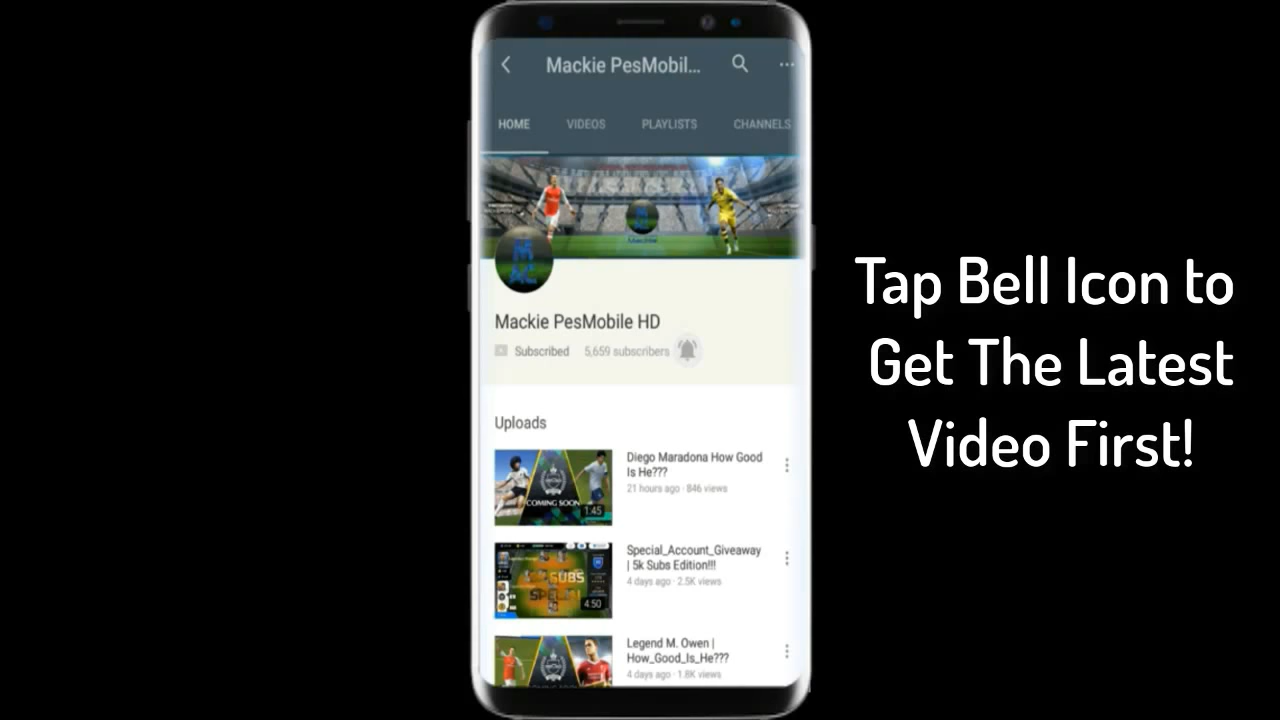 Mackie PesMobil...
HOME VIDEOS PLAYLISTS CHANNELS
Mackie PesMobile HD
Subscribed 5,659 subscribers
Uploads
Diego Maradona How Good
Is He???
21 hours ago · 846 views
COMING SOON
1:45
Special_Account_Giveaway
| 5k Subs Edition!!!
4 days ago · 2.5K views
SUBS
4:50
Legend M. Owen |
How_Good_Is_He???
4 days ago · 1.8K views
Tap Bell Icon to
Get The Latest
Video First!